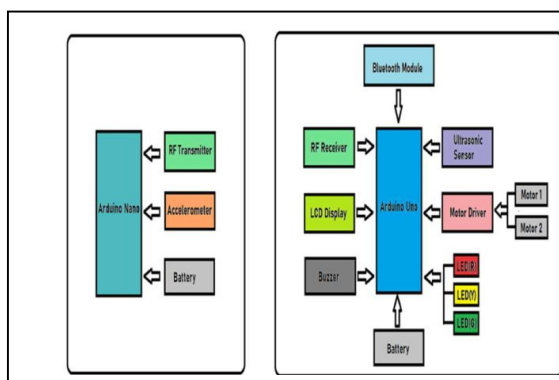 RF Transmitter
Arduino Nano
Accelerometer
Battery
Bluetooth Module
RF Receiver
Ultrasonic
Sensor
Arduino Uno
LCD Display
Motor Driver
Motor 1
Motor 2
Buzzer
LED(R)
LED(Y)
LED(G)
Battery